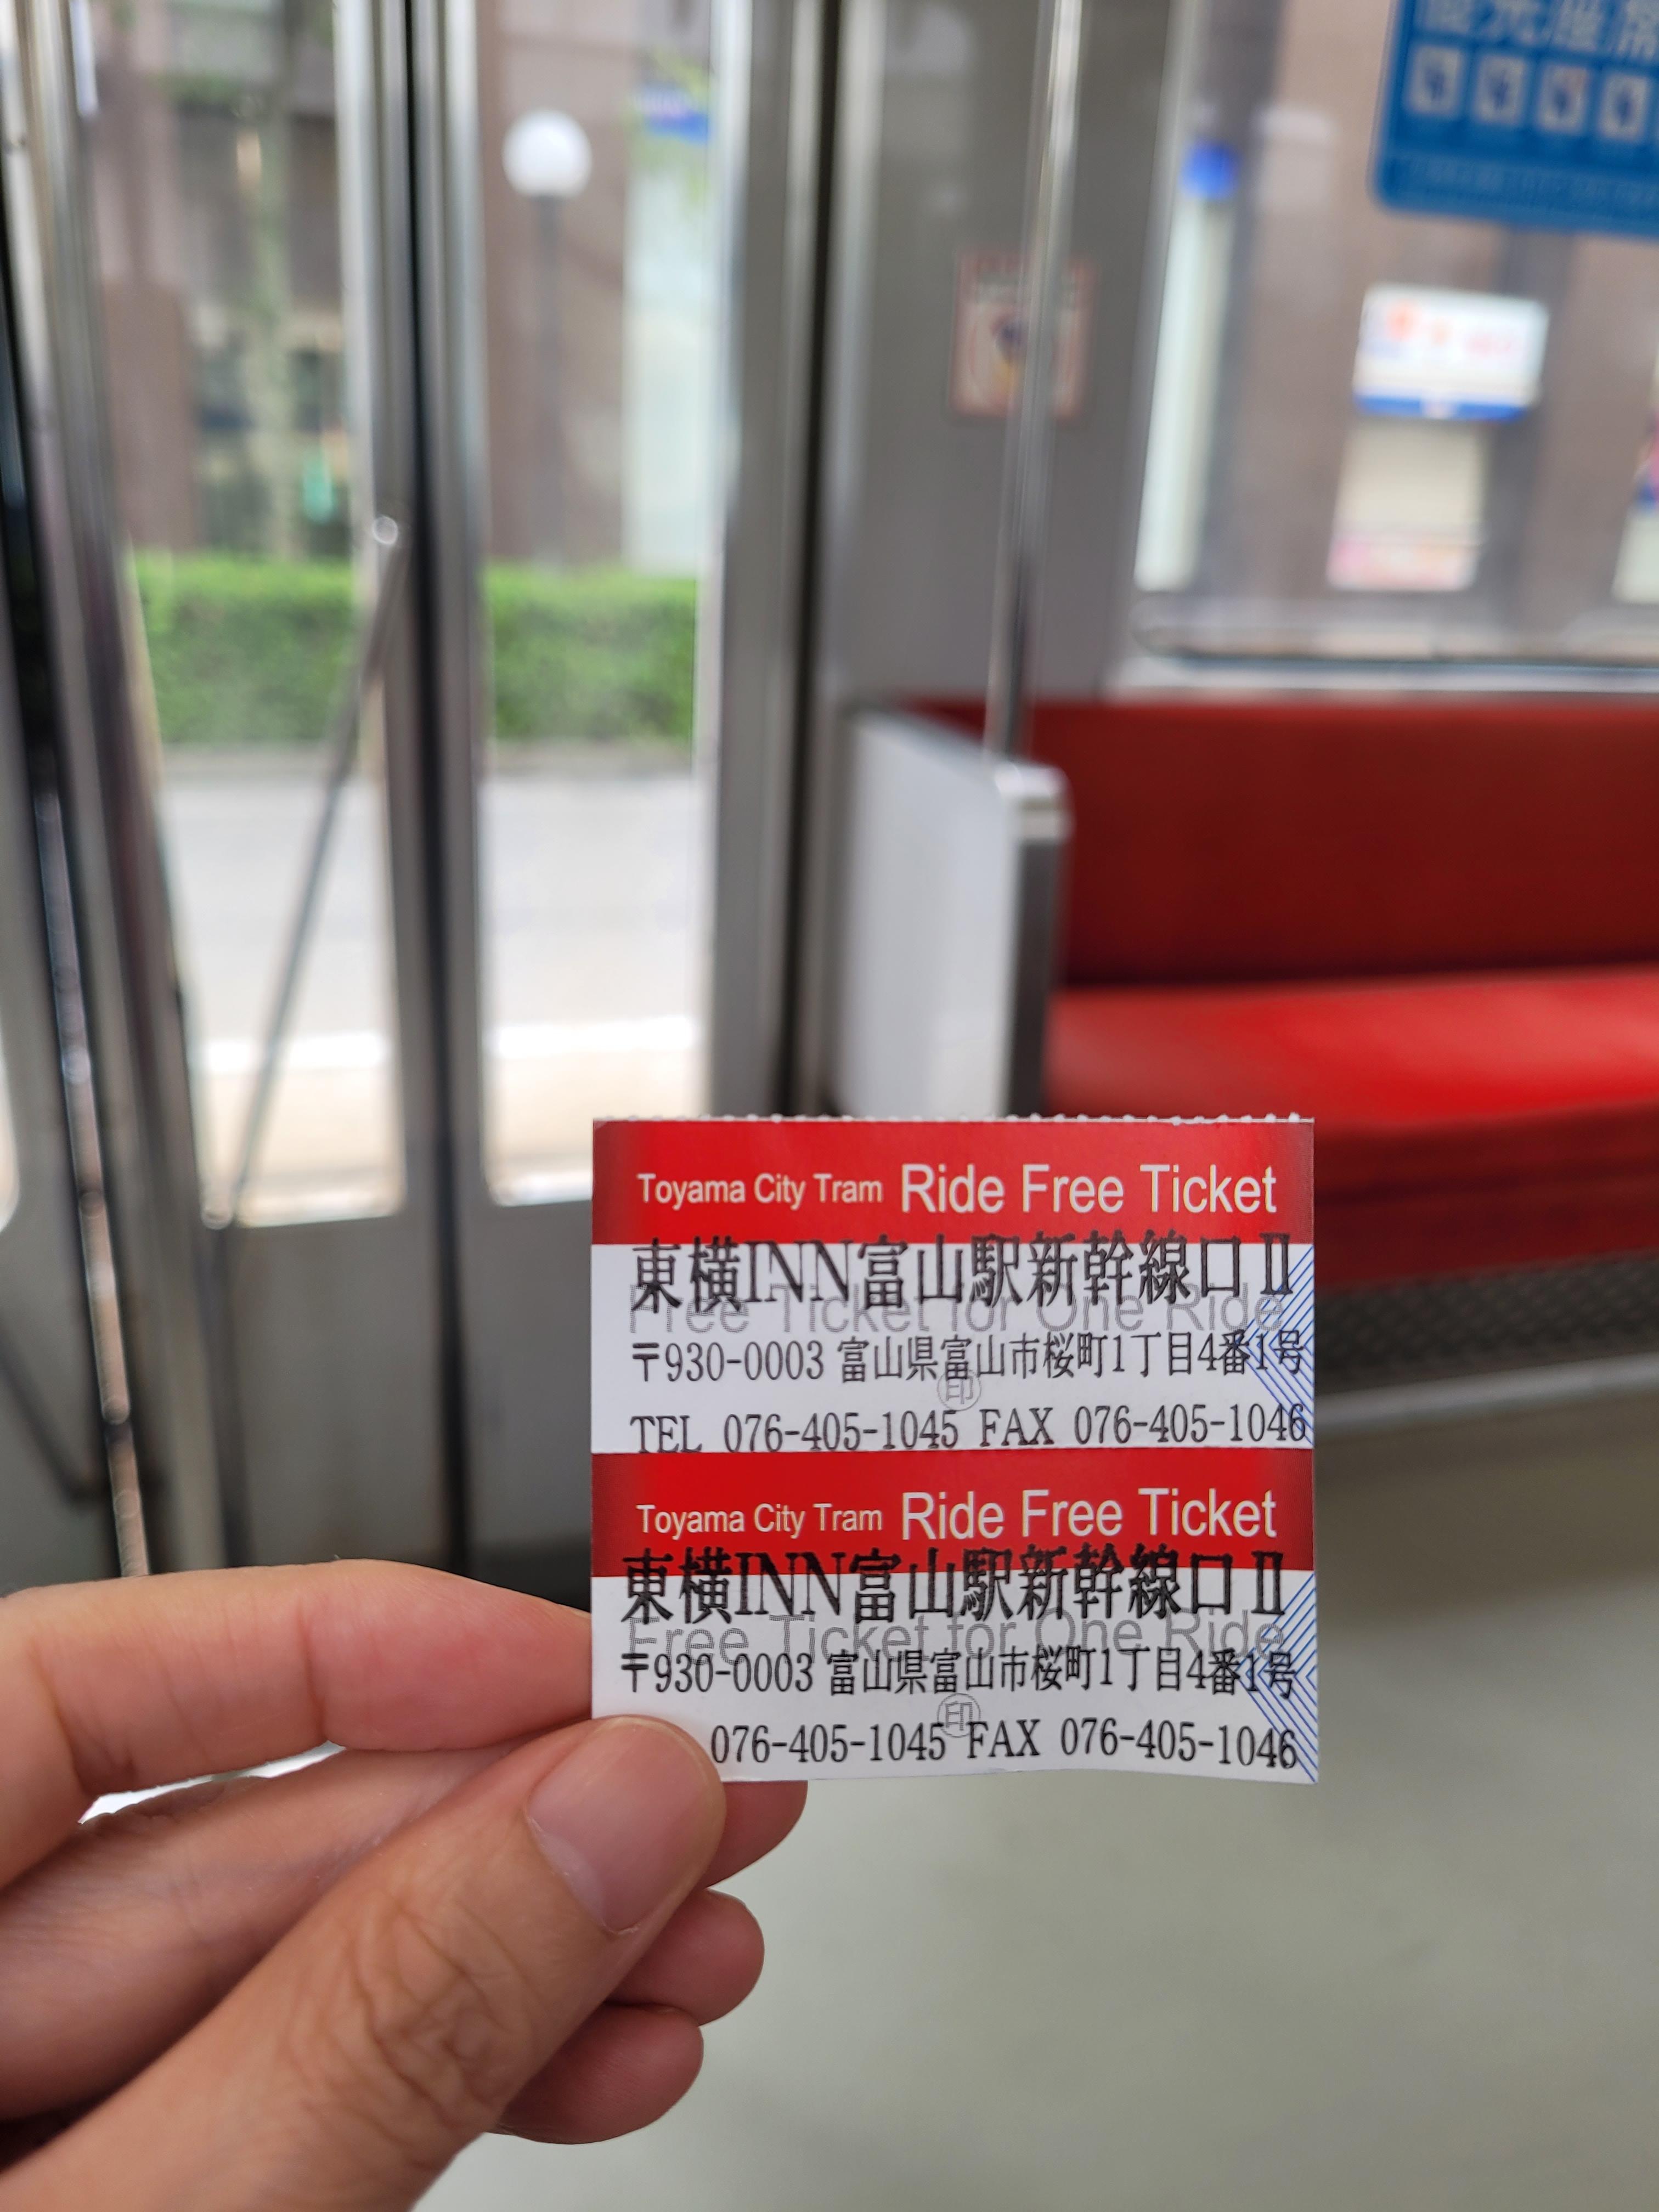 優先座席
Toyama City Tram Ride Free Ticket
東横INN富山駅新幹線口Ⅱ
Free Ticket for One Ride
〒930-0003 富山県富山市桜町1丁目4番1号
印
TEL 076-405-1045 FAX 076-405-1046
Toyama City Tram Ride Free Ticket
東横INN富山駅新幹線口Ⅱ
Free Ticket for One Ride
〒930-0003 富山県富山市桜町1丁目4番1号
印
076-405-1045 FAX 076-405-1046